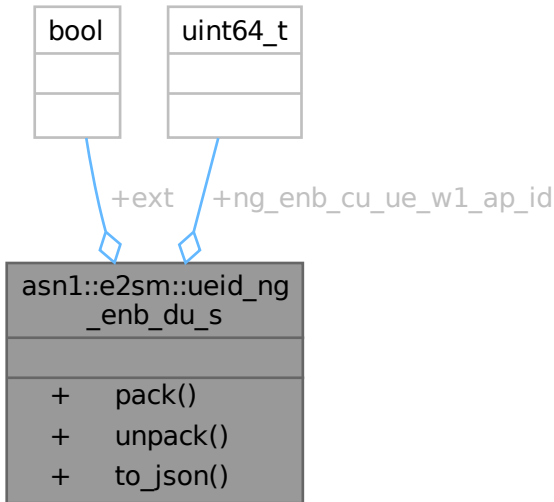 bool
uint64_t
+ext
+ng_enb_cu_ue_w1_ap_id
asn1::e2sm::ueid_ng
_enb_du_s
+ pack()
+ unpack()
+ to_json()